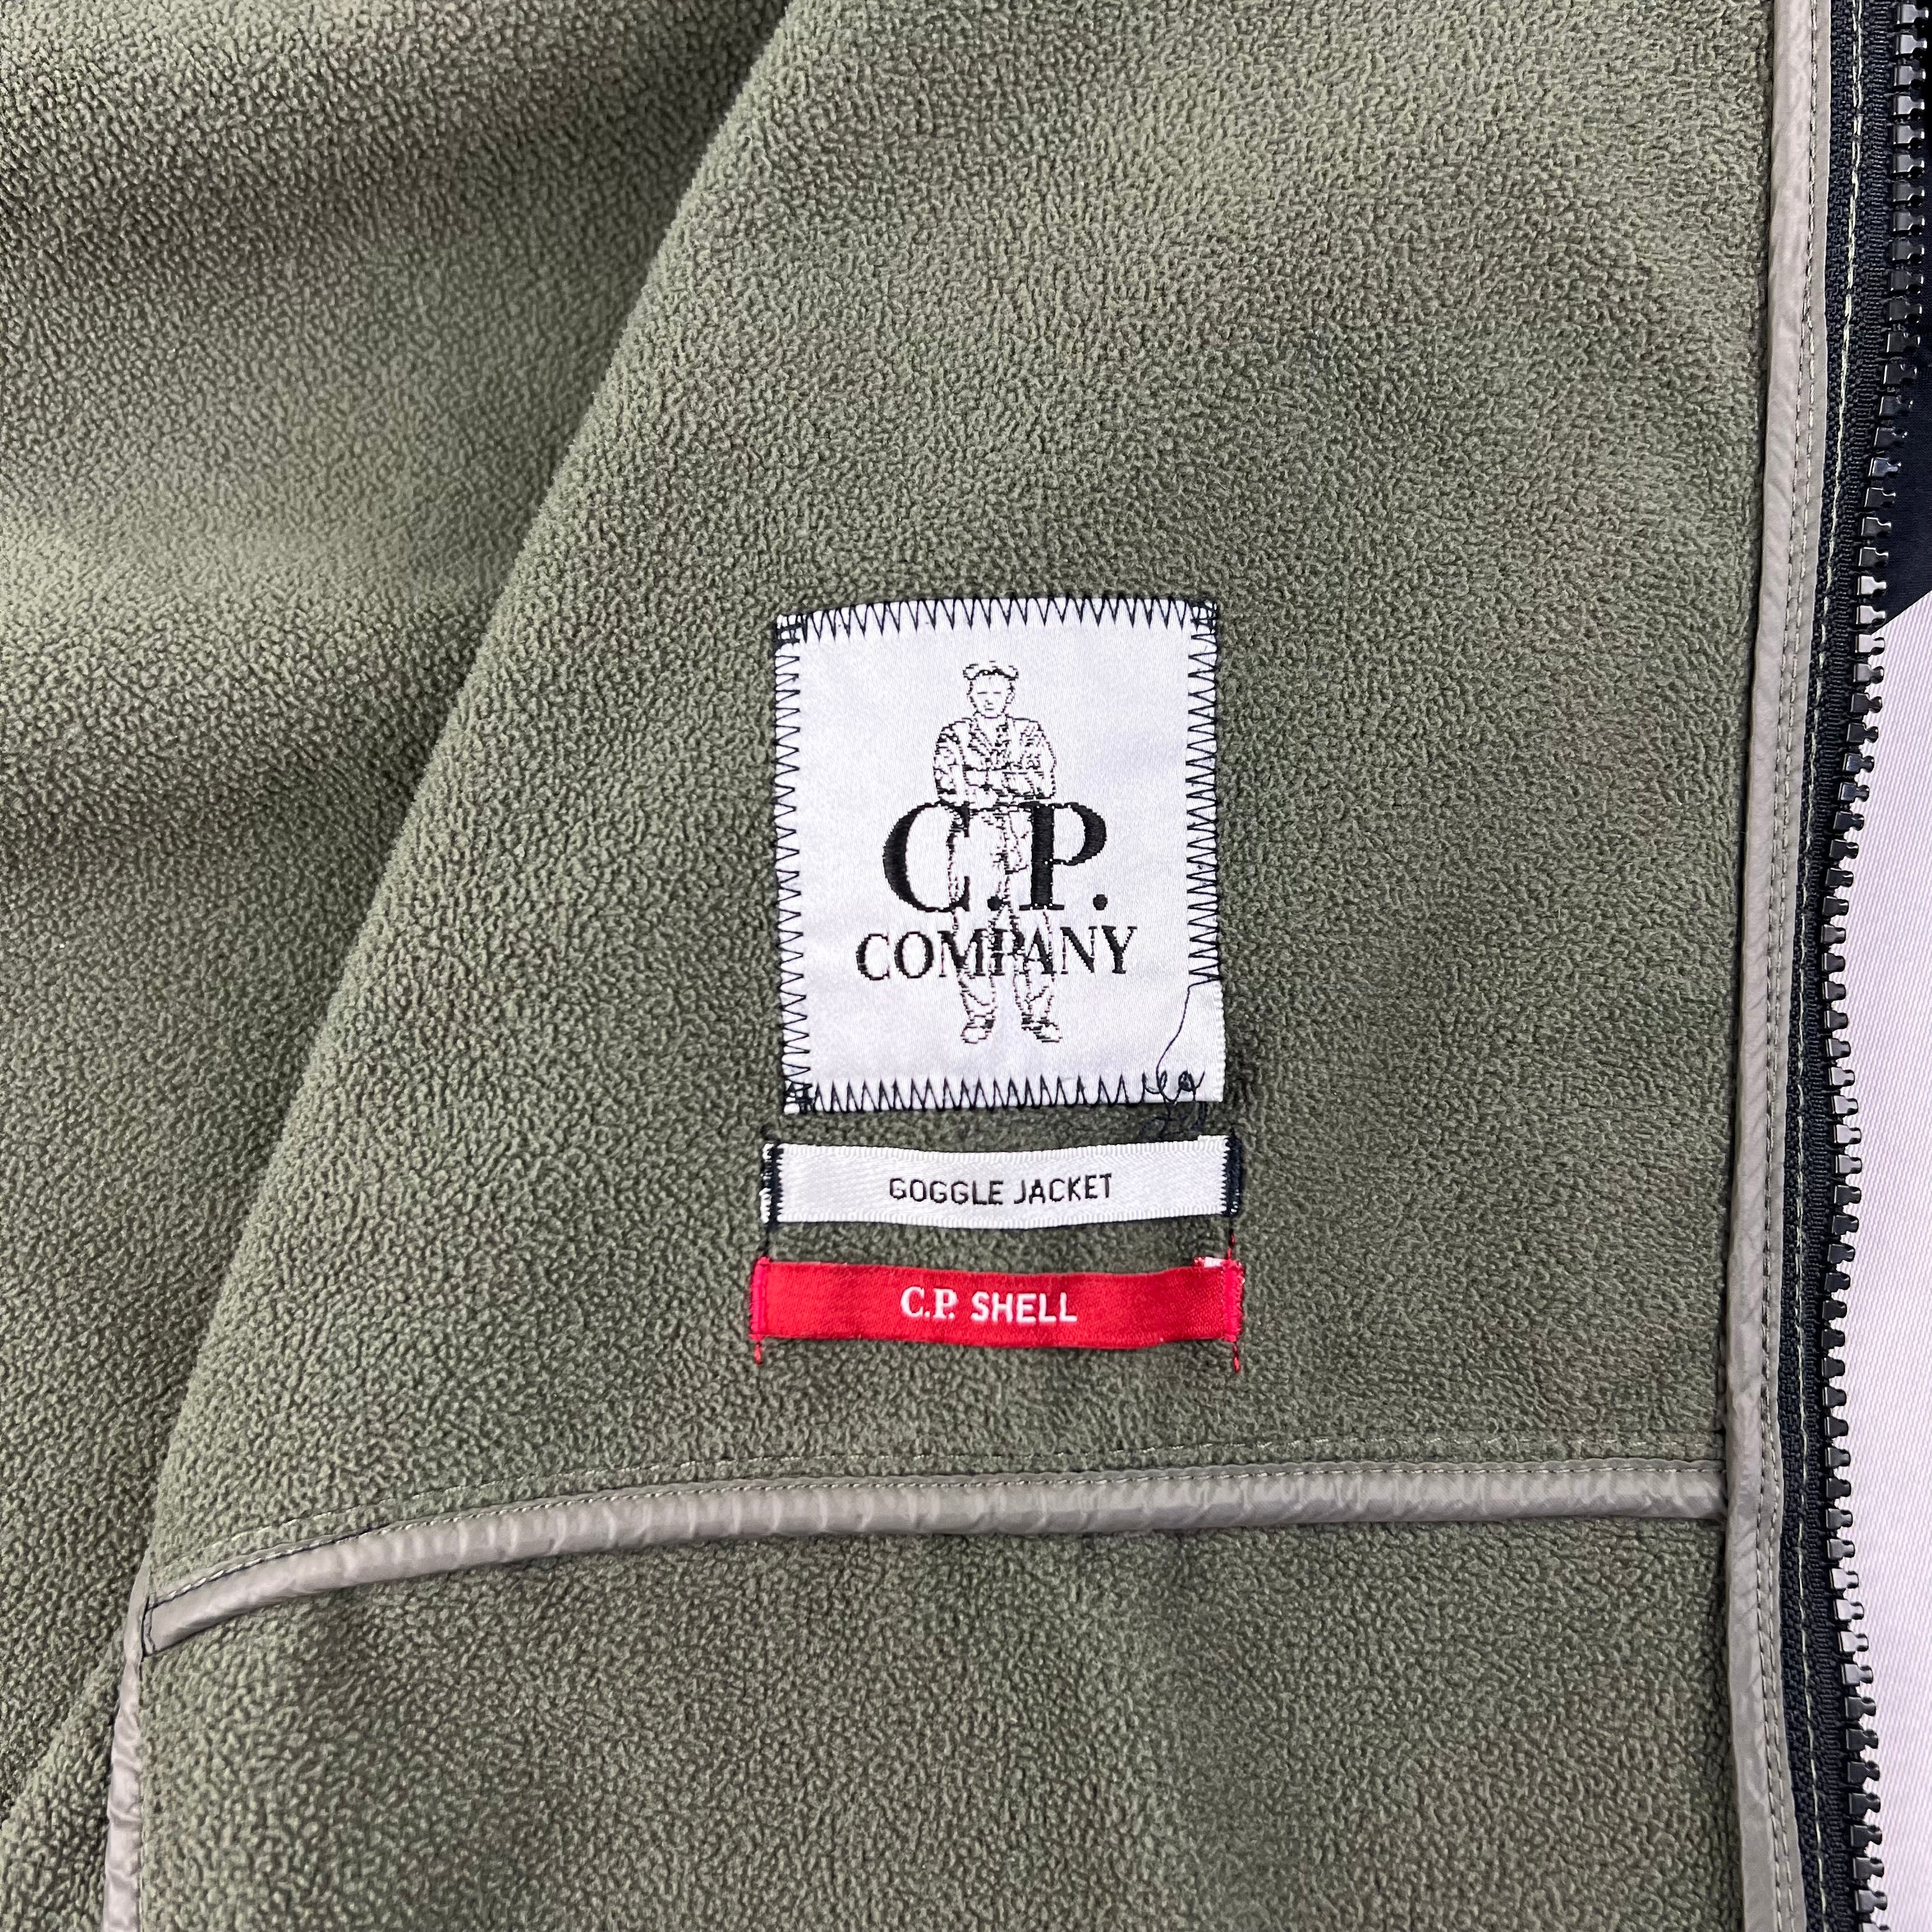 C.P.
COMPANY
GOGGLE JACKET
C.P. SHELL